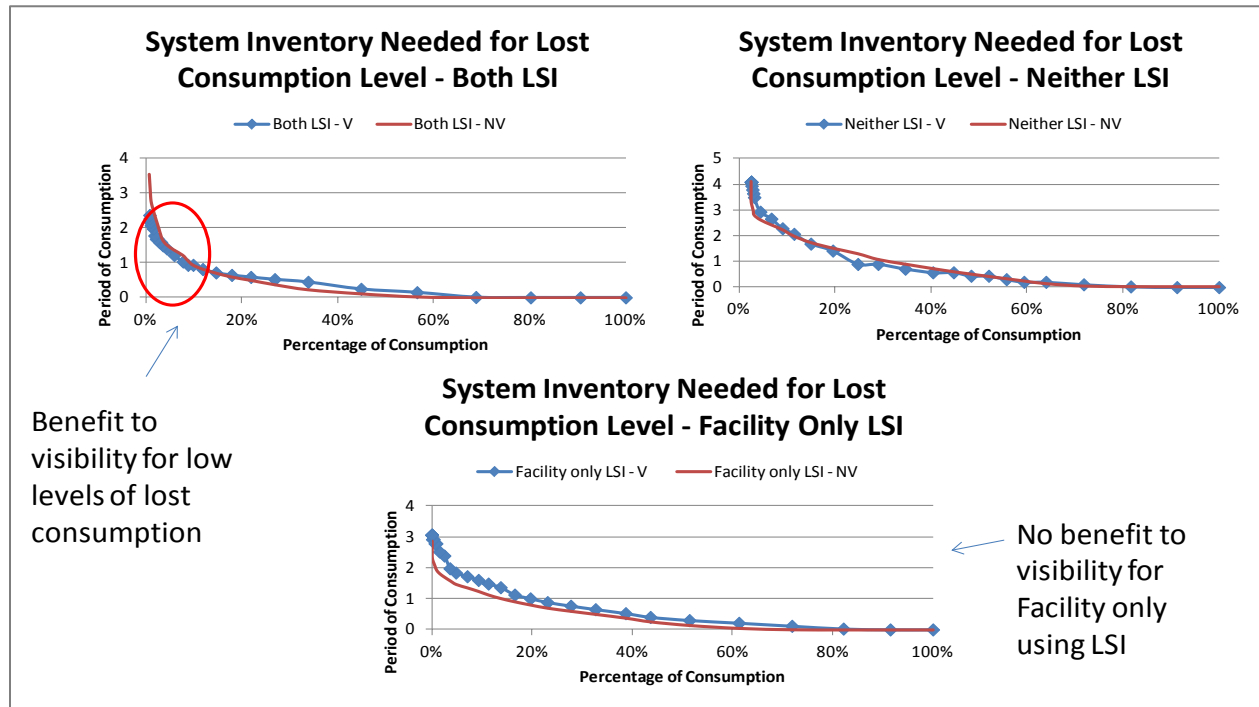 System Inventory Needed for Lost
Consumption Level - Both LSI
Both LSI - V
Both LSI - NV
Period of Consumption
4
3
2
1
0
0%
20%
40%
60%
80%
100%
Percentage of Consumption
System Inventory Needed for Lost
Consumption Level - Neither LSI
Neither LSI - V
Neither LSI - NV
Period of Consumption
5
4
3
2
1
0
0%
20%
40%
60%
80%
100%
Percentage of Consumption
Benefit to
visibility for low
levels of lost
consumption
System Inventory Needed for Lost
Consumption Level - Facility Only LSI
Facility only LSI - V
Facility only LSI - NV
Period of Consumption
4
3
2
1
0
0%
20%
40%
60%
80%
100%
Percentage of Consumption
No benefit to
visibility for
Facility only
using LSI